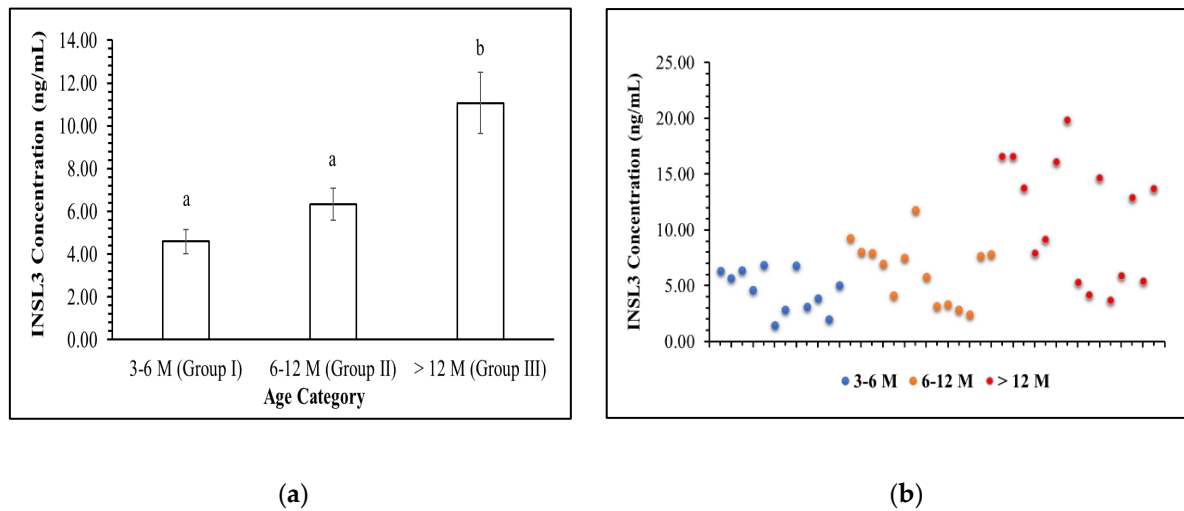 INSL3 Concentration (ng/mL)
14.00
12.00
10.00
8.00
6.00
4.00
2.00
0.00
a
a
b
3-6 M (Group I) 6-12 M (Group II) > 12 M (Group III)
Age Category
(a)
INSL3 Concentration (ng/mL)
25.00
20.00
15.00
10.00
5.00
0.00
3-6 M 6-12 M > 12 M
(b)